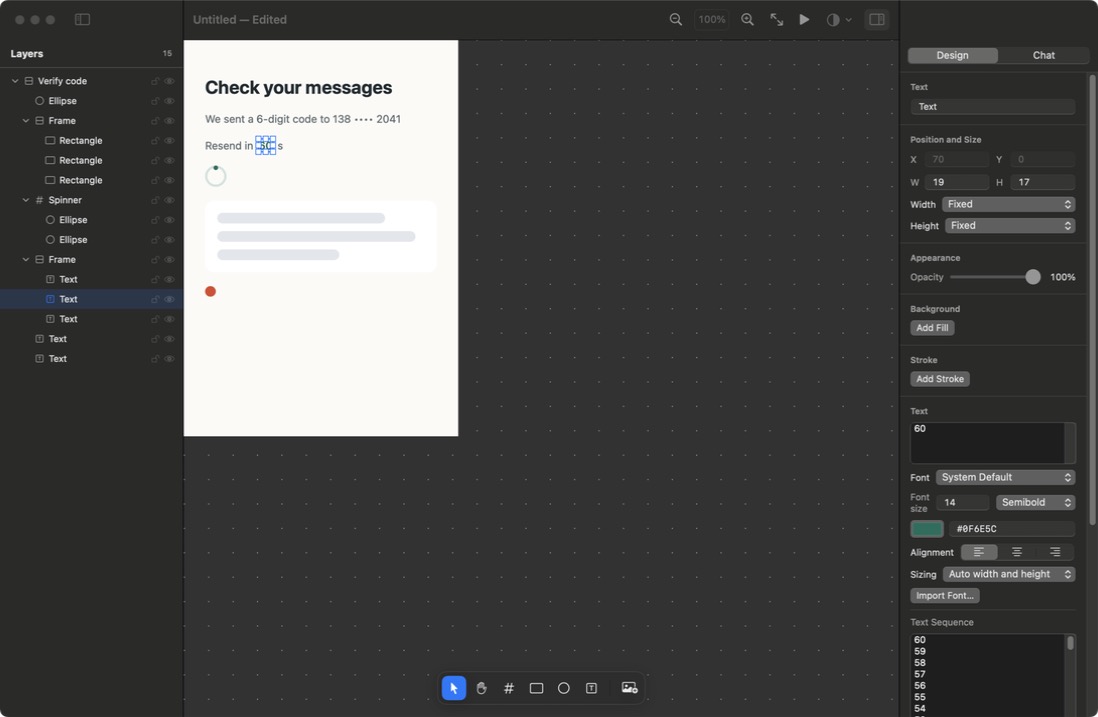 Untitled — Edited
100%
Layers
15
Verify code
Ellipse
Frame
Rectangle
Rectangle
Rectangle
Spinner
Ellipse
Ellipse
Frame
Text
Text
Text
Text
Text
Check your messages
We sent a 6-digit code to 138 •••• 2041
Resend in 60 s
Design
Chat
Text
Text
Position and Size
X 70 Y 0
W 19 H 17
Width Fixed
Height Fixed
Appearance
Opacity 100%
Background
Add Fill
Stroke
Add Stroke
Text
60
Font System Default
Font size 14 Semibold
#0F6E5C
Alignment
Sizing Auto width and height
Import Font...
Text Sequence
60
59
58
57
56
55
54